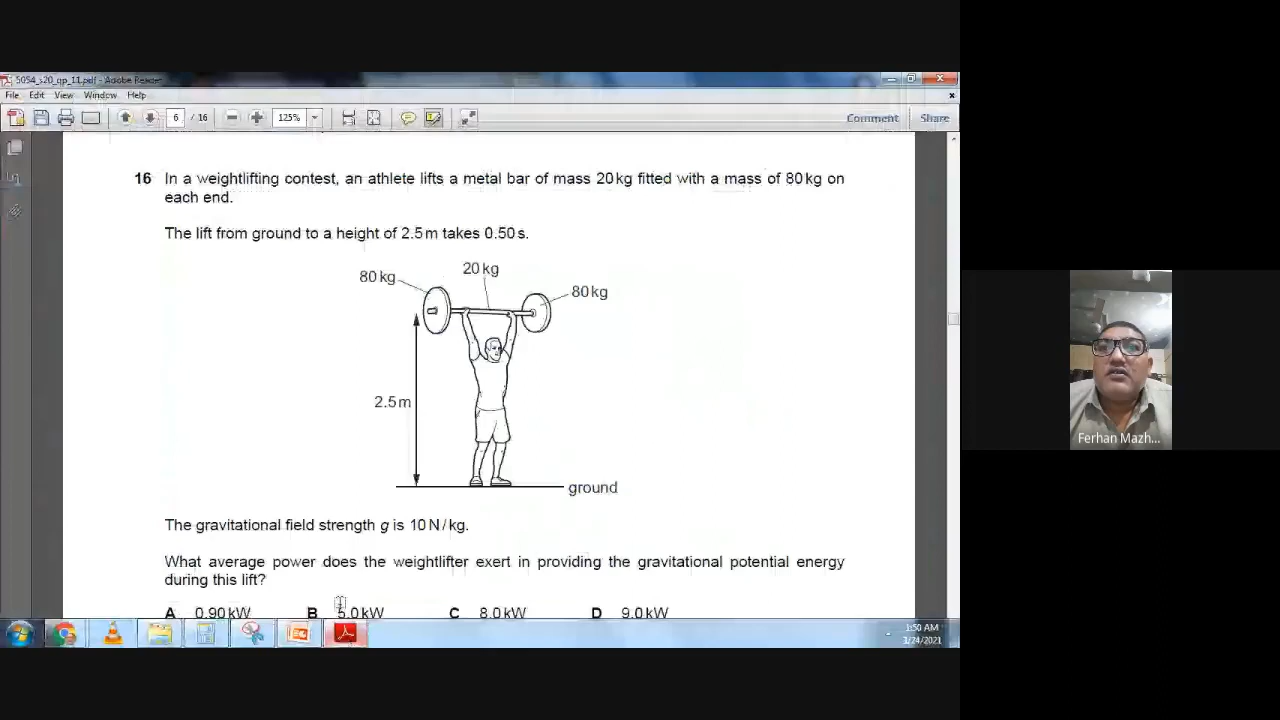 5054_s20_qp_11.pdf - Adobe Reader
File Edit View Window Help
6 / 16 125% Comment Share
16 In a weightlifting contest, an athlete lifts a metal bar of mass 20 kg fitted with a mass of 80 kg on
each end.
The lift from ground to a height of 2.5 m takes 0.50 s.
80 kg
20 kg
80 kg
2.5 m
ground
The gravitational field strength g is 10 N / kg.
What average power does the weightlifter exert in providing the gravitational potential energy
during this lift?
A 0.90 kW B 5.0 kW C 8.0 kW D 9.0 kW
Ferhan Mazh...
1:50 AM
3/24/2021